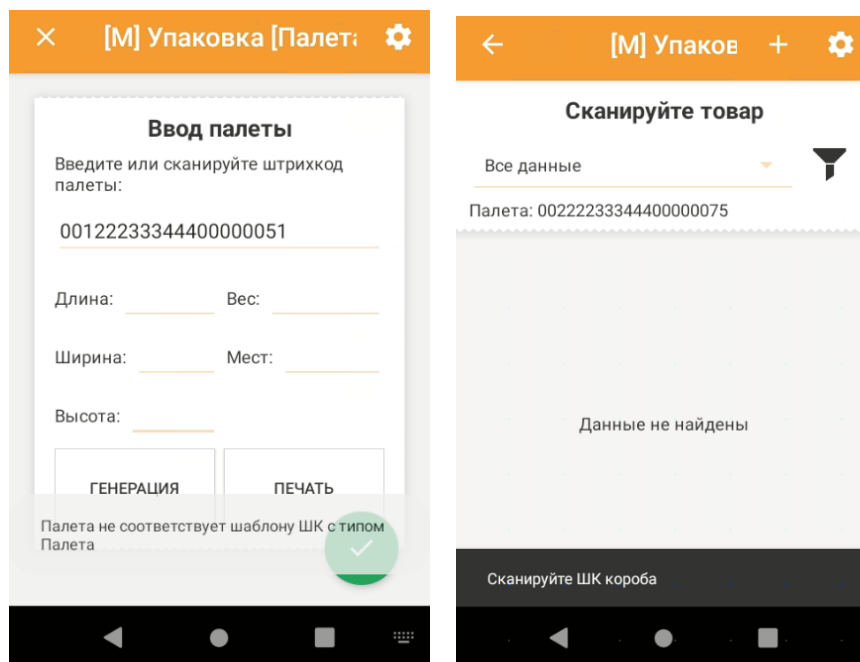 [М] Упаковка [Палета
Ввод палеты
Введите или сканируйте штрихкод
палеты:
00122233344400000051
Длина:
Вес:
Ширина:
Мест:
Высота:
ГЕНЕРАЦИЯ
ПЕЧАТЬ
Палета не соответствует шаблону ШК с типом
Палета
[М] Упаков
Сканируйте товар
Все данные
Палета: 00222233344400000075
Данные не найдены
Сканируйте ШК короба